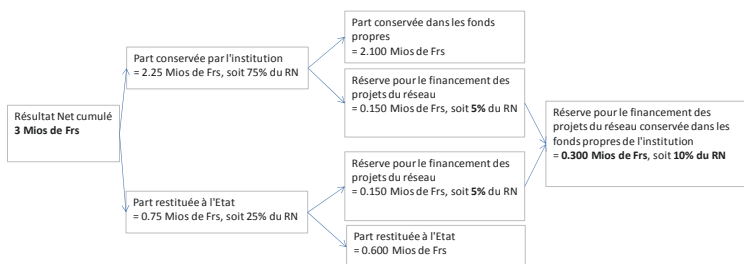 Résultat Net cumulé
3 Mios de Frs
Part conservée par l'institution
= 2.25 Mios de Frs, soit 75% du RN
Part restituée à l'Etat
= 0.75 Mios de Frs, soit 25% du RN
Part conservée dans les fonds
propres
= 2.100 Mios de Frs
Réserve pour le financement des
projets du réseau
= 0.150 Mios de Frs, soit 5% du RN
Réserve pour le financement des
projets du réseau
= 0.150 Mios de Frs, soit 5% du RN
Part restituée à l'Etat
= 0.600 Mios de Frs
Réserve pour le financement des
projets du réseau conservée dans les
fonds propres de l'institution
= 0.300 Mios de Frs, soit 10% du RN